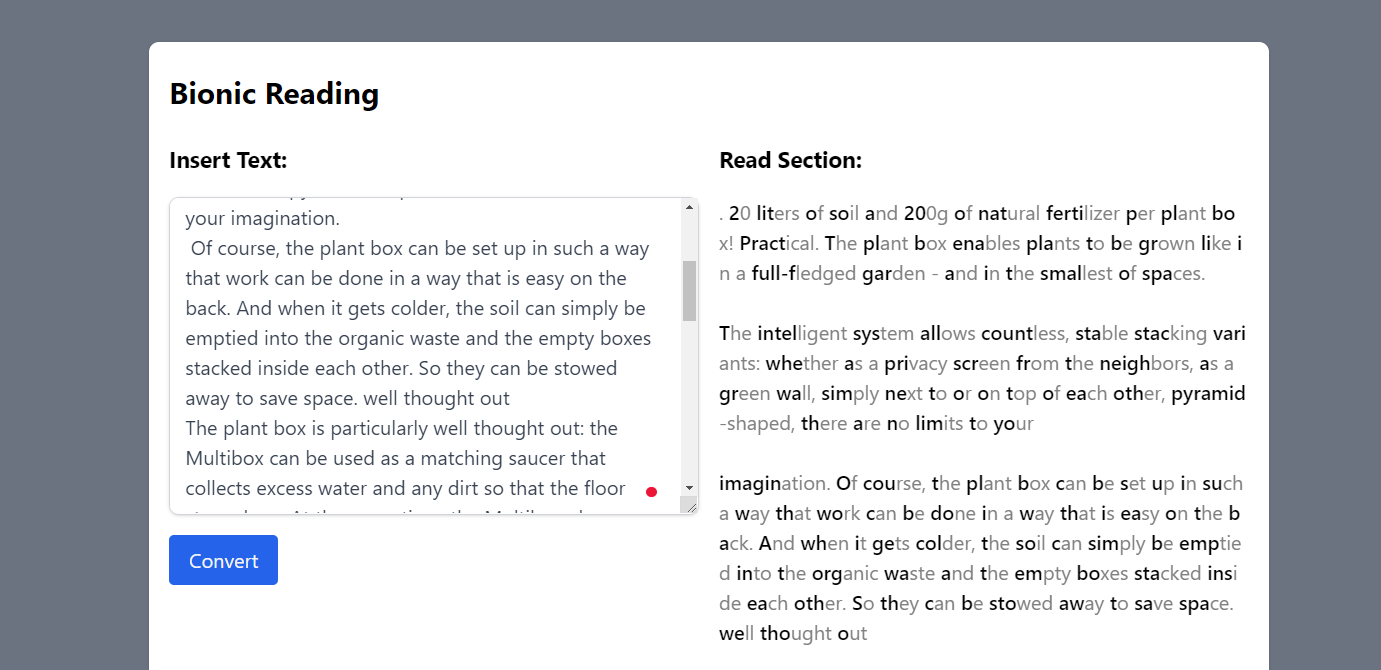 Bionic Reading
Insert Text:
your imagination.
Of course, the plant box can be set up in such a way
that work can be done in a way that is easy on the
back. And when it gets colder, the soil can simply be
emptied into the organic waste and the empty boxes
stacked inside each other. So they can be stowed
away to save space. well thought out
The plant box is particularly well thought out: the
Multibox can be used as a matching saucer that
collects excess water and any dirt so that the floor
Convert
Read Section:
. 20 liters of soil and 200g of natural fertilizer per plant bo
x! Practical. The plant box enables plants to be grown like i
n a full-fledged garden - and in the smallest of spaces.
The intelligent system allows countless, stable stacking vari
ants: whether as a privacy screen from the neighbors, as a
green wall, simply next to or on top of each other, pyramid
-shaped, there are no limits to your
imagination. Of course, the plant box can be set up in such
a way that work can be done in a way that is easy on the b
ack. And when it gets colder, the soil can simply be emptie
d into the organic waste and the empty boxes stacked insi
de each other. So they can be stowed away to save space.
well thought out